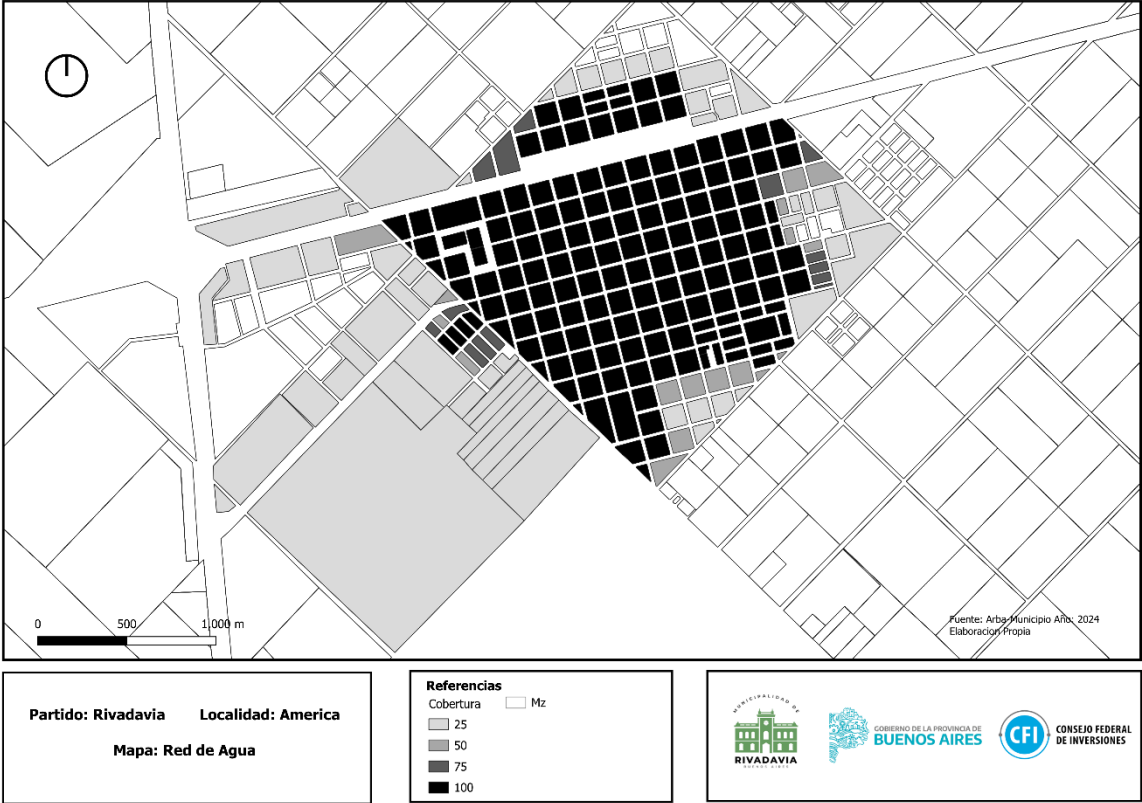 0 500 1,000 m
Fuente: Arba-Municipio Año: 2024
Elaboracion Propia
Partido: Rivadavia Localidad: America
Mapa: Red de Agua
Referencias
Cobertura Mz
25
50
75
100
MUNICIPALIDAD DE
RIVADAVIA
BUENOS AIRES
GOBIERNO DE LA PROVINCIA DE
BUENOS AIRES
CFI
CONSEJO FEDERAL
DE INVERSIONES